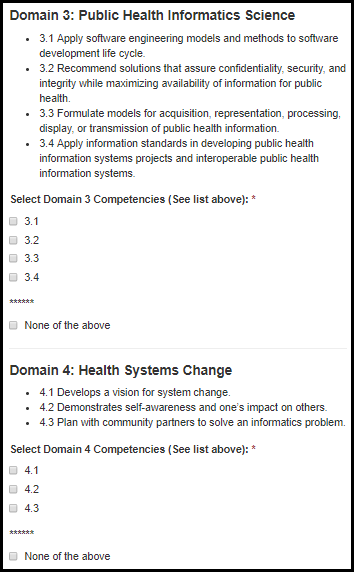 Domain 3: Public Health Informatics Science
• 3.1 Apply software engineering models and methods to software
development life cycle.
• 3.2 Recommend solutions that assure confidentiality, security, and
integrity while maximizing availability of information for public
health.
• 3.3 Formulate models for acquisition, representation, processing,
display, or transmission of public health information.
• 3.4 Apply information standards in developing public health
information systems projects and interoperable public health
information systems.
Select Domain 3 Competencies (See list above): *
3.1
3.2
3.3
3.4
******
None of the above
Domain 4: Health Systems Change
• 4.1 Develops a vision for system change.
• 4.2 Demonstrates self-awareness and one's impact on others.
• 4.3 Plan with community partners to solve an informatics problem.
Select Domain 4 Competencies (See list above): *
4.1
4.2
4.3
******
None of the above